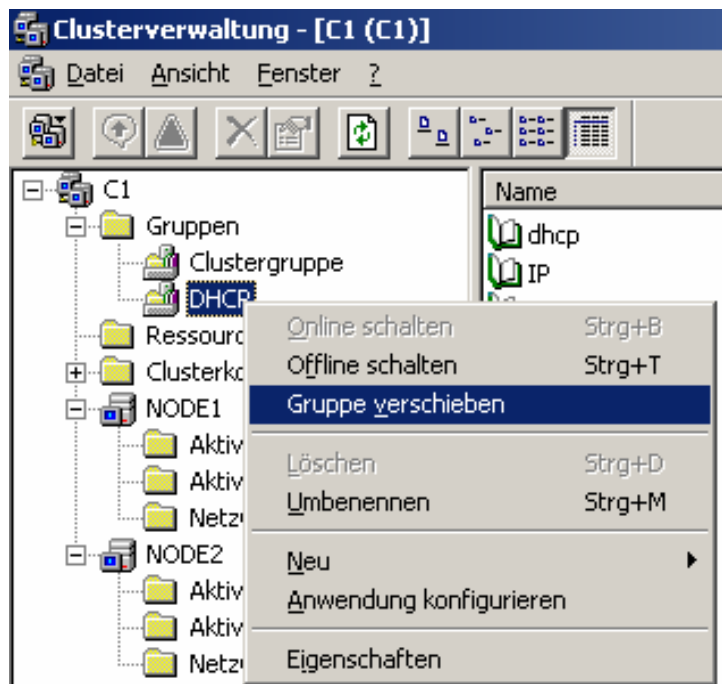 Clusterverwaltung - [C1 (C1)]
Datei Ansicht Fenster ?
C1
Gruppen
Clustergruppe
DHCP
NODE1
NODE2
Name
dhcp
IP
Online schalten Strg+B
Offline schalten Strg+T
Gruppe verschieben
Löschen Strg+D
Umbenennen Strg+M
Neu
Anwendung konfigurieren
Eigenschaften